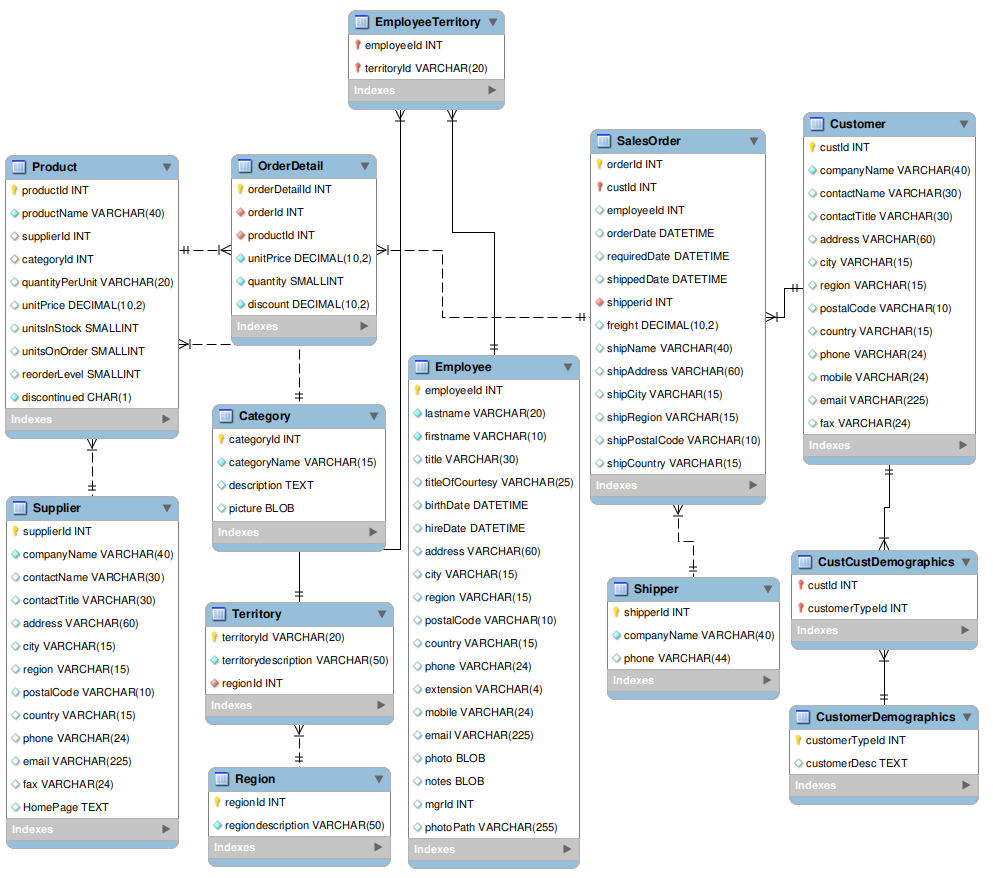 EmployeeTerritory
employeeId INT
territoryId VARCHAR(20)
Indexes
Product
productId INT
productName VARCHAR(40)
supplierId INT
categoryId INT
quantityPerUnit VARCHAR(20)
unitPrice DECIMAL(10,2)
unitsInStock SMALLINT
unitsOnOrder SMALLINT
reorderLevel SMALLINT
discontinued CHAR(1)
Indexes
OrderDetail
orderDetailId INT
orderId INT
productId INT
unitPrice DECIMAL(10,2)
quantity SMALLINT
discount DECIMAL(10,2)
Indexes
SalesOrder
orderId INT
custId INT
employeeId INT
orderDate DATETIME
requiredDate DATETIME
shippedDate DATETIME
shipperid INT
freight DECIMAL(10,2)
shipName VARCHAR(40)
shipAddress VARCHAR(60)
shipCity VARCHAR(15)
shipRegion VARCHAR(15)
shipPostalCode VARCHAR(10)
shipCountry VARCHAR(15)
Indexes
Customer
custId INT
companyName VARCHAR(40)
contactName VARCHAR(30)
contactTitle VARCHAR(30)
address VARCHAR(60)
city VARCHAR(15)
region VARCHAR(15)
postalCode VARCHAR(10)
country VARCHAR(15)
phone VARCHAR(24)
mobile VARCHAR(24)
email VARCHAR(225)
fax VARCHAR(24)
Indexes
Category
categoryId INT
categoryName VARCHAR(15)
description TEXT
picture BLOB
Indexes
Employee
employeeId INT
lastname VARCHAR(20)
firstname VARCHAR(10)
title VARCHAR(30)
titleOfCourtesy VARCHAR(25)
birthDate DATETIME
hireDate DATETIME
address VARCHAR(60)
city VARCHAR(15)
region VARCHAR(15)
postalCode VARCHAR(10)
country VARCHAR(15)
phone VARCHAR(24)
extension VARCHAR(4)
mobile VARCHAR(24)
email VARCHAR(225)
photo BLOB
notes BLOB
mgrId INT
photoPath VARCHAR(255)
Indexes
Supplier
supplierId INT
companyName VARCHAR(40)
contactName VARCHAR(30)
contactTitle VARCHAR(30)
address VARCHAR(60)
city VARCHAR(15)
region VARCHAR(15)
postalCode VARCHAR(10)
country VARCHAR(15)
phone VARCHAR(24)
email VARCHAR(225)
fax VARCHAR(24)
HomePage TEXT
Indexes
Territory
territoryId VARCHAR(20)
territorydescription VARCHAR(50)
regionId INT
Indexes
Region
regionId INT
regiondescription VARCHAR(50)
Indexes
Shipper
shipperId INT
companyName VARCHAR(40)
phone VARCHAR(44)
Indexes
CustCustDemographics
custId INT
customerTypeId INT
Indexes
CustomerDemographics
customerTypeId INT
customerDesc TEXT
Indexes